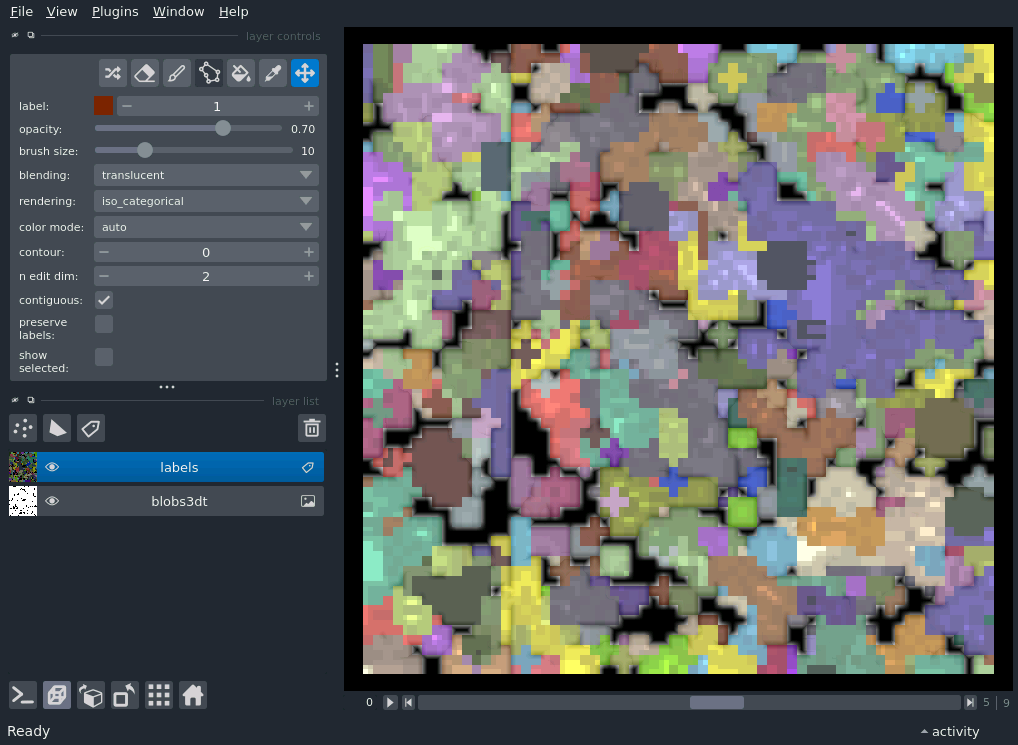 File View Plugins Window Help
layer controls
label: 1
opacity: 0.70
brush size: 10
blending: translucent
rendering: iso_categorical
color mode: auto
contour: 0
n edit dim: 2
contiguous:
preserve
labels:
show
selected:
layer list
labels
blobs3dt
0 5 9
Ready activity